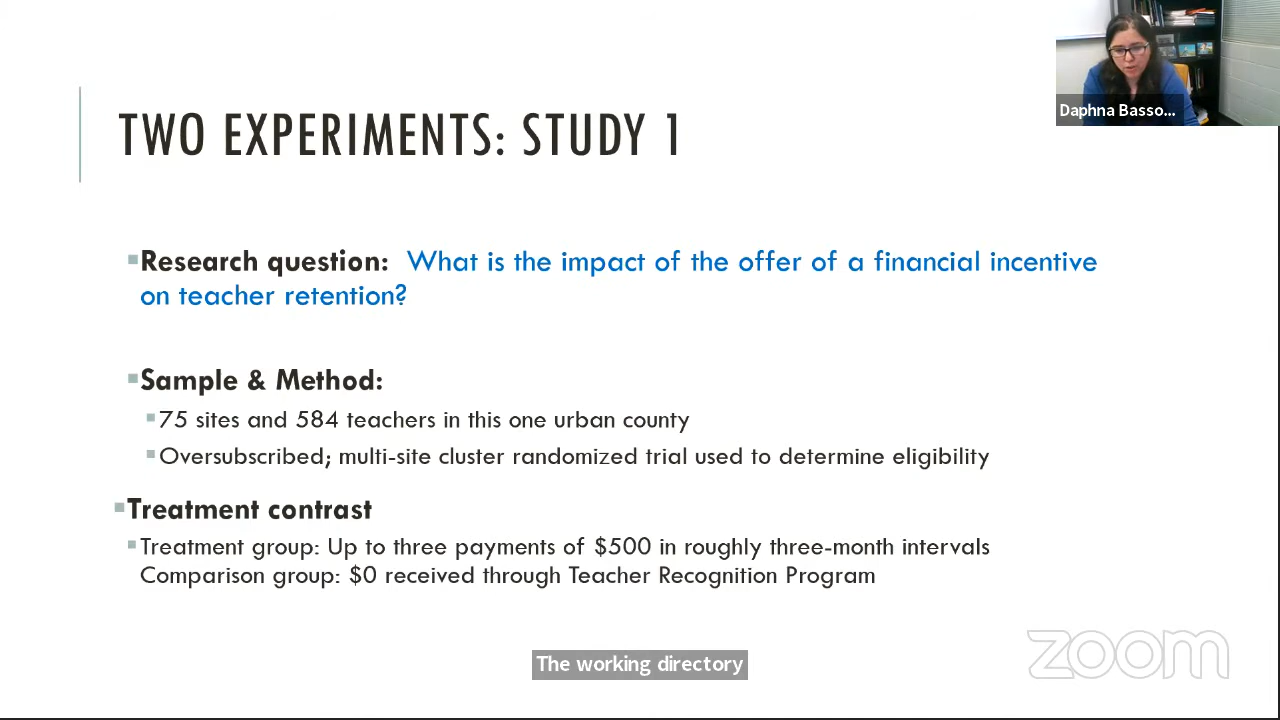 Daphna Basso...
TWO EXPERIMENTS: STUDY 1
Research question: What is the impact of the offer of a financial incentive
on teacher retention?
Sample & Method:
75 sites and 584 teachers in this one urban county
Oversubscribed; multi-site cluster randomized trial used to determine eligibility
Treatment contrast
Treatment group: Up to three payments of $500 in roughly three-month intervals
Comparison group: $0 received through Teacher Recognition Program
The working directory
zoom